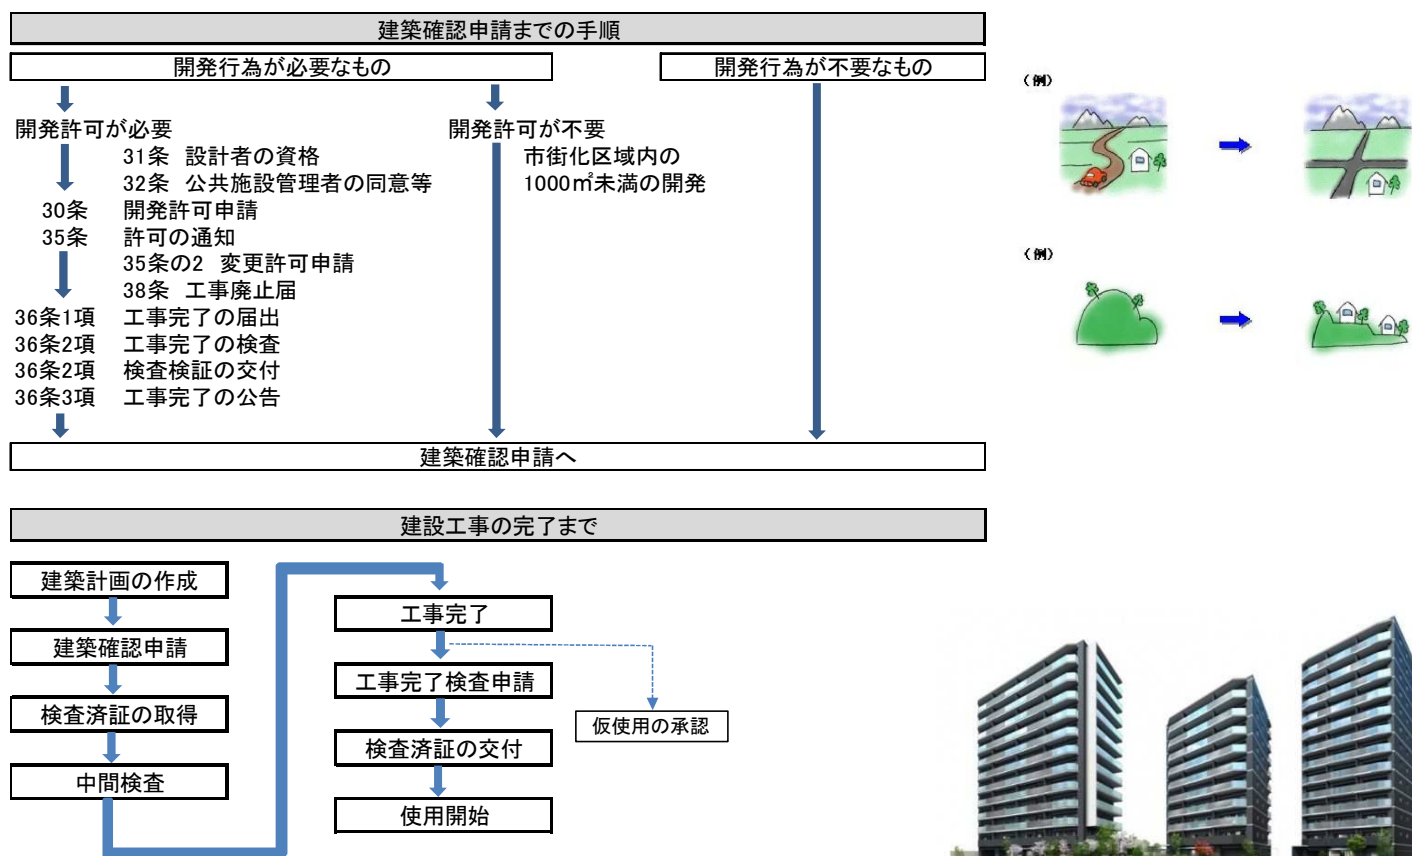 建築確認申請までの手順
開発行為が必要なもの
開発行為が不要なもの
開発許可が必要
31条 設計者の資格
32条 公共施設管理者の同意等
30条 開発許可申請
35条 許可の通知
35条の2 変更許可申請
38条 工事廃止届
36条1項 工事完了の届出
36条2項 工事完了の検査
36条2項 検査検証の交付
36条3項 工事完了の公告
開発許可が不要
市街化区域内の
1000㎡未満の開発
建築確認申請へ
（例）
（例）
建設工事の完了まで
建築計画の作成
建築確認申請
検査済証の取得
中間検査
工事完了
工事完了検査申請
仮使用の承認
検査済証の交付
使用開始